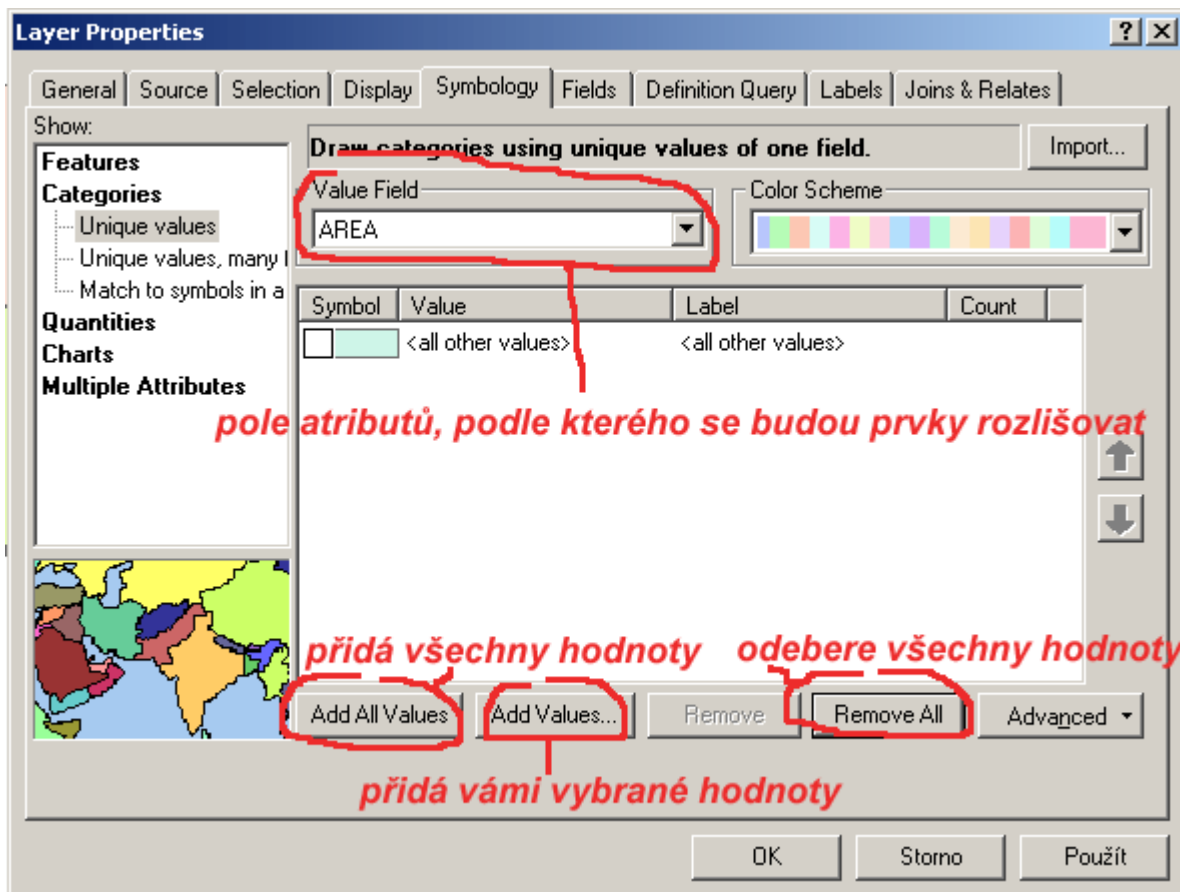 Layer Properties
General Source Selection Display Symbology Fields Definition Query Labels Joins & Relates
Show:
Features
Categories
Unique values
Unique values, many
Match to symbols in a
Quantities
Charts
Multiple Attributes
Draw categories using unique values of one field.
Import...
Value Field
AREA
Color Scheme
Symbol Value Label Count
<all other values> <all other values>
pole atributů, podle kterého se budou prvky rozlišovat
přidá všechny hodnoty
odebere všechny hodnoty
Add All Values Add Values... Remove Remove All Advanced
přidá vámi vybrané hodnoty
OK Storno Použít